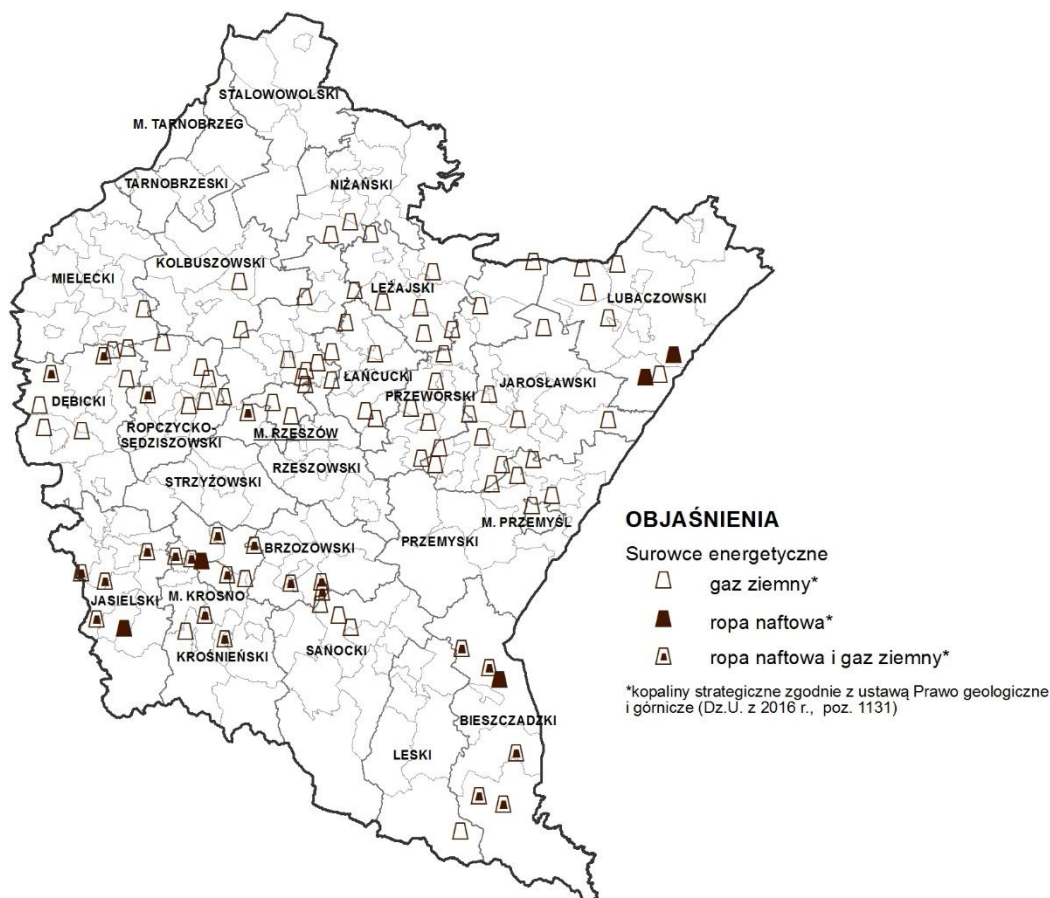 STALOWOWOLSKI
M. TARNOBRZEG
TARNOBRZESKI
NIŻAŃSKI
KOLBUSZOWSKI
MIELECKI
LEŻAJSKI
LUBACZOWSKI
ŁAŃCUCKI
JAROSŁAWSKI
PRZEWORSKI
DĘBICKI
ROPCZYCKO-
SĘDZISZOWSKI
M. RZESZÓW
RZESZOWSKI
STRZYŻOWSKI
M. PRZEMYŚL
PRZEMYSKI
BRZOZOWSKI
JASIELSKI
M. KROSNO
KROŚNIEŃSKI
SANOCKI
BIESZCZADZKI
LESKI
OBJAŚNIENIA
Surowce energetyczne
gaz ziemny*
ropa naftowa*
ropa naftowa i gaz ziemny*
*kopaliny strategiczne zgodnie z ustawą Prawo geologiczne
i górnicze (Dz.U. z 2016 r., poz. 1131)